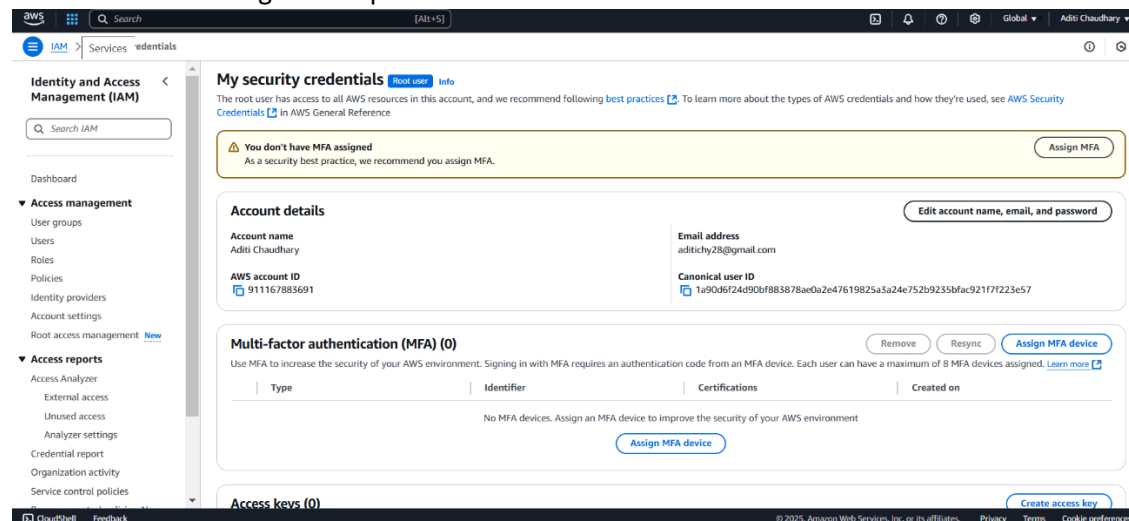 aws
Search
[Alt+S]
Global
Aditi Chaudhary
IAM > Services
Identity and Access
Management (IAM)
Search IAM
Dashboard
Access management
User groups
Users
Roles
Policies
Identity providers
Account settings
Root access management New
Access reports
Access Analyzer
External access
Unused access
Analyzer settings
Credential report
Organization activity
Service control policies
My security credentials Root user Info
The root user has access to all AWS resources in this account, and we recommend following best practices. To learn more about the types of AWS credentials and how they're used, see AWS Security
Credentials in AWS General Reference
You don't have MFA assigned
As a security best practice, we recommend you assign MFA.
Assign MFA
Account details
Edit account name, email, and password
Account name
Aditi Chaudhary
Email address
aditichy28@gmail.com
AWS account ID
911167883691
Canonical user ID
1a90d6f24d90bf883878ae0a2e47619825a3a24e752b9235bfac921f7f223e57
Multi-factor authentication (MFA) (0)
Remove
Resync
Assign MFA device
Use MFA to increase the security of your AWS environment. Signing in with MFA requires an authentication code from an MFA device. Each user can have a maximum of 8 MFA devices assigned. Learn more
Type
Identifier
Certifications
Created on
No MFA devices. Assign an MFA device to improve the security of your AWS environment
Assign MFA device
Access keys (0)
Create access key
CloudShell
Feedback
© 2025, Amazon Web Services, Inc. or its affiliates.
Privacy
Terms
Cookie preferences